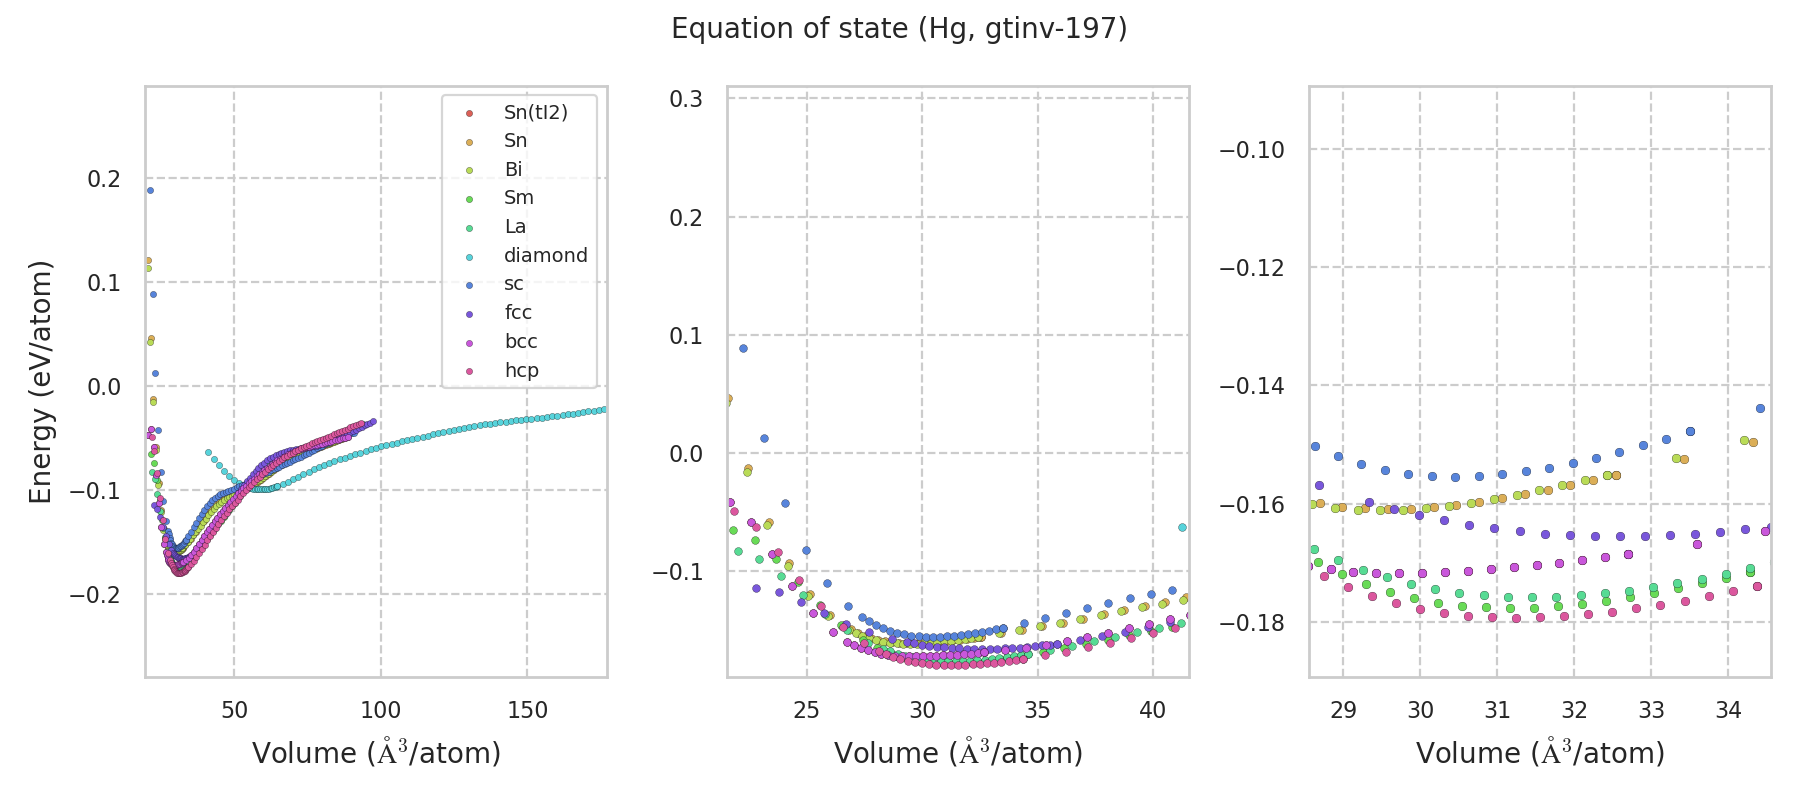 Equation of state (Hg, gtinv-197)
Energy (eV/atom)
0.2
0.1
0.0
−0.1
−0.2
50
100
150
Volume (Å³/atom)
Sn(tI2)
Sn
Bi
Sm
La
diamond
sc
fcc
bcc
hcp
0.3
0.2
0.1
0.0
−0.1
25
30
35
40
Volume (Å³/atom)
−0.10
−0.12
−0.14
−0.16
−0.18
29
30
31
32
33
34
Volume (Å³/atom)